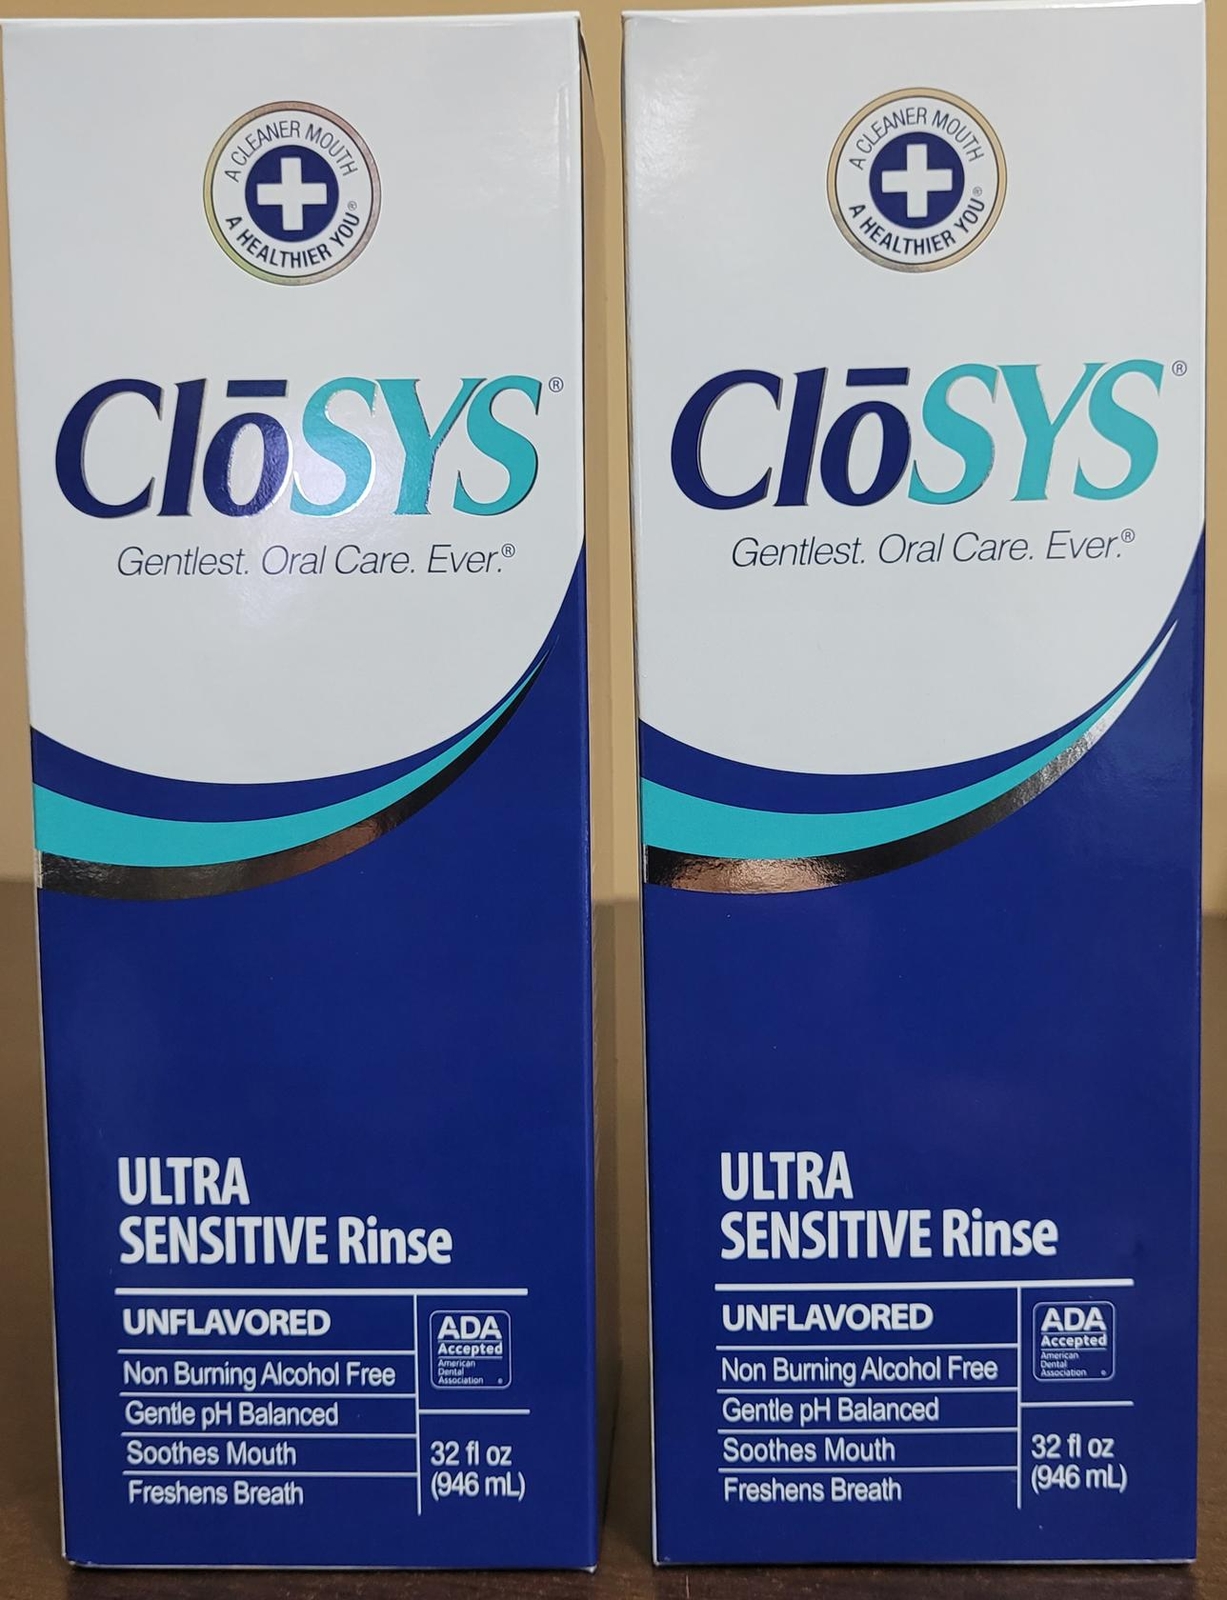 A CLEANER MOUTH
A HEALTHIER YOU®
ClōSYS®
Gentlest. Oral Care. Ever.®
ULTRA
SENSITIVE Rinse
UNFLAVORED
Non Burning Alcohol Free
Gentle pH Balanced
Soothes Mouth
Freshens Breath
ADA
Accepted
American
Dental
Association ®
32 fl oz
(946 mL)
A CLEANER MOUTH
A HEALTHIER YOU®
ClōSYS®
Gentlest. Oral Care. Ever.®
ULTRA
SENSITIVE Rinse
UNFLAVORED
Non Burning Alcohol Free
Gentle pH Balanced
Soothes Mouth
Freshens Breath
ADA
Accepted
American
Dental
Association ®
32 fl oz
(946 mL)